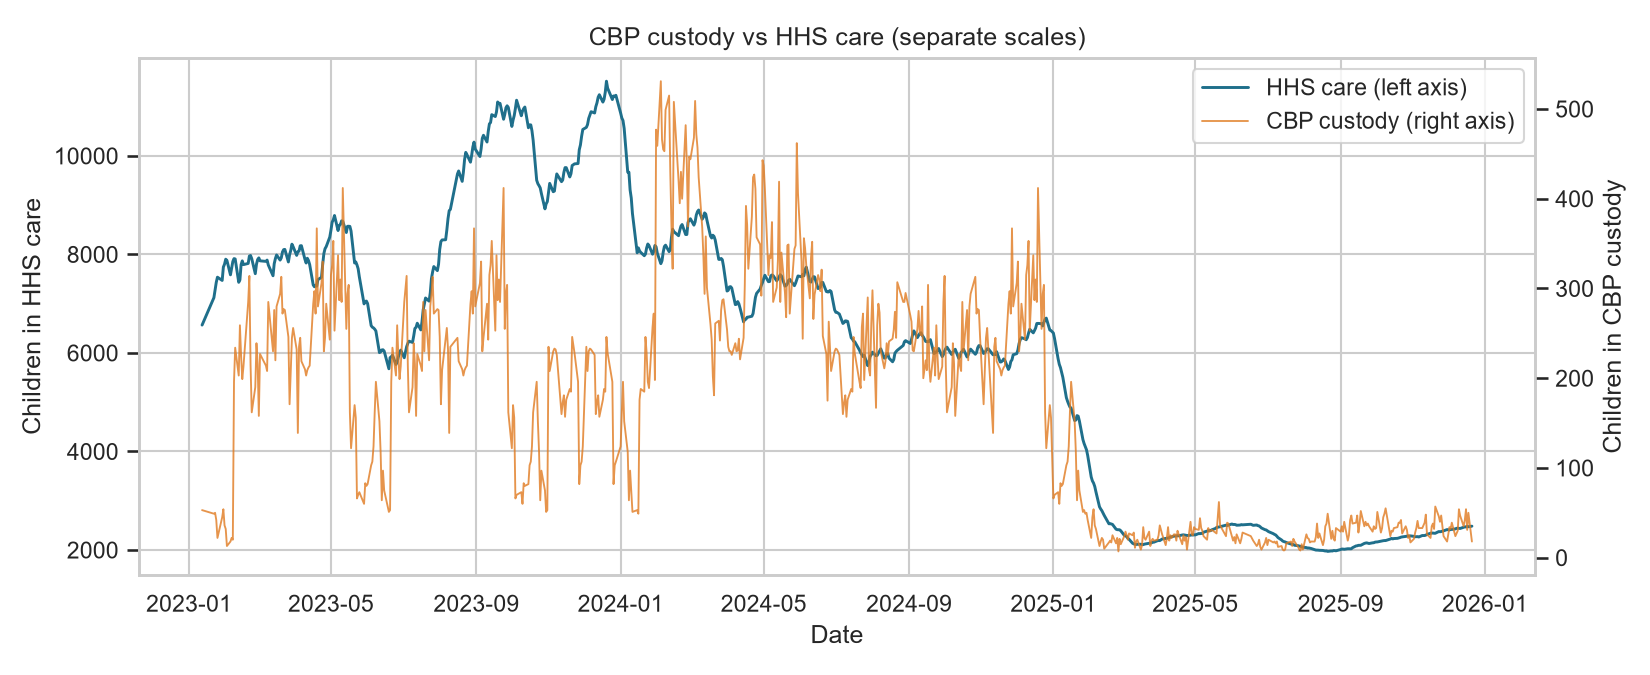 CBP custody vs HHS care (separate scales)
HHS care (left axis)
CBP custody (right axis)
Children in HHS care
10000
8000
6000
4000
2000
Children in CBP custody
500
400
300
200
100
0
2023-01 2023-05 2023-09 2024-01 2024-05 2024-09 2025-01 2025-05 2025-09 2026-01
Date